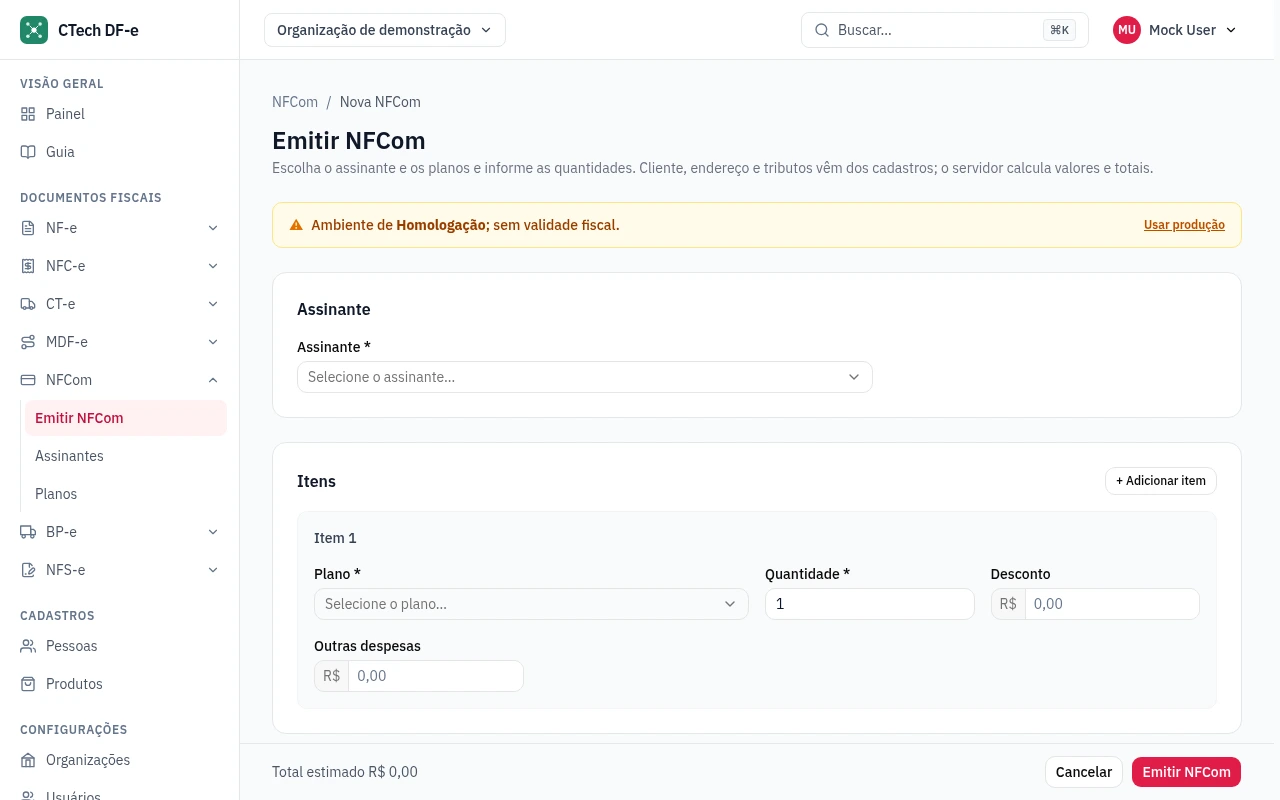 CTech DF-e
Organização de demonstração
Buscar...
⌘K
MU
Mock User
VISÃO GERAL
Painel
Guia
DOCUMENTOS FISCAIS
NF-e
NFC-e
CT-e
MDF-e
NFCom
Emitir NFCom
Assinantes
Planos
BP-e
NFS-e
CADASTROS
Pessoas
Produtos
CONFIGURAÇÕES
Organizações
Usuários
NFCom / Nova NFCom
Emitir NFCom
Escolha o assinante e os planos e informe as quantidades. Cliente, endereço e tributos vêm dos cadastros; o servidor calcula valores e totais.
Ambiente de Homologação; sem validade fiscal.
Usar produção
Assinante
Assinante *
Selecione o assinante...
Itens
+ Adicionar item
Item 1
Plano *
Selecione o plano...
Quantidade *
1
Desconto
R$ 0,00
Outras despesas
R$ 0,00
Total estimado R$ 0,00
Cancelar
Emitir NFCom